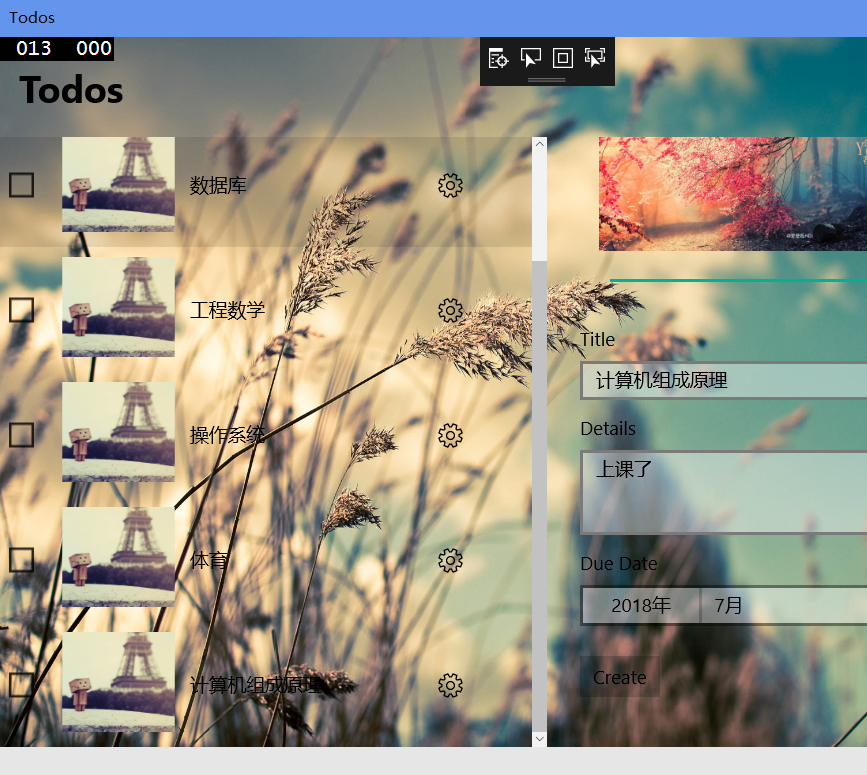 Todos
013 000
Todos
数据库
工程数学
操作系统
体育
计算机组成原理
Title
计算机组成原理
Details
上课了
Due Date
2018年 7月
Create